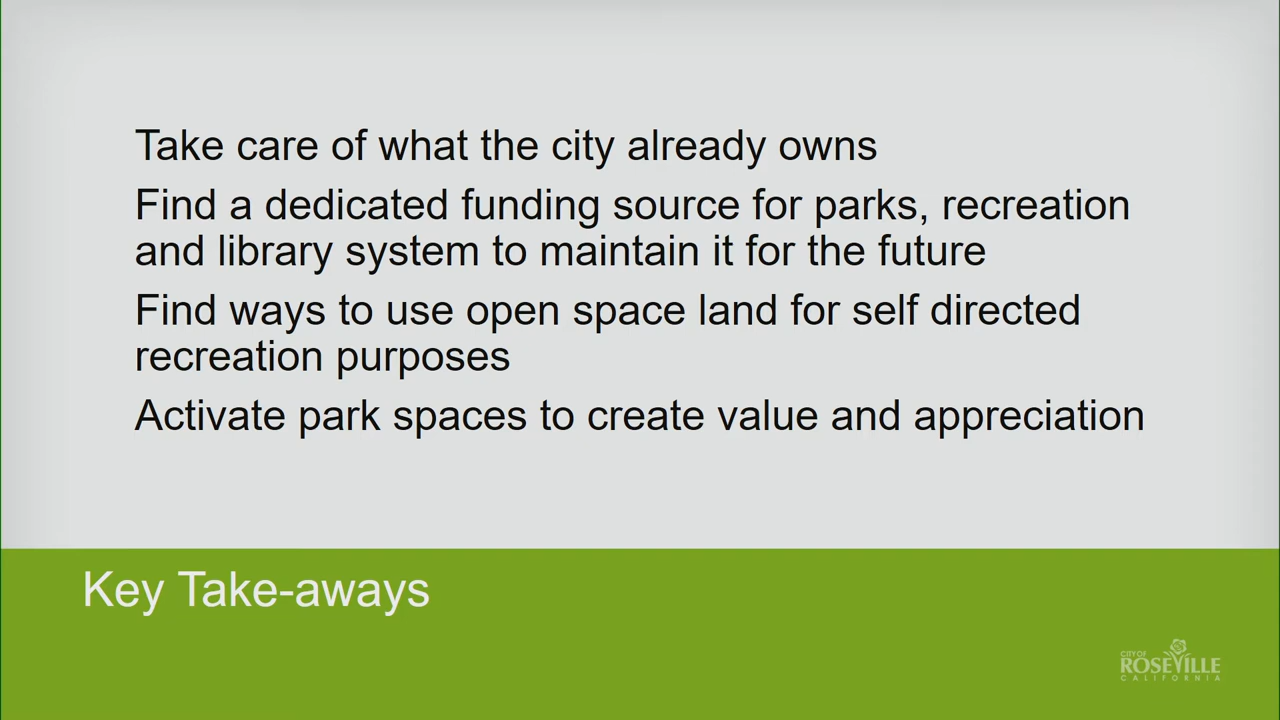 Take care of what the city already owns
Find a dedicated funding source for parks, recreation
and library system to maintain it for the future
Find ways to use open space land for self directed
recreation purposes
Activate park spaces to create value and appreciation
Key Take-aways
CITY OF
ROSEVILLE
CALIFORNIA